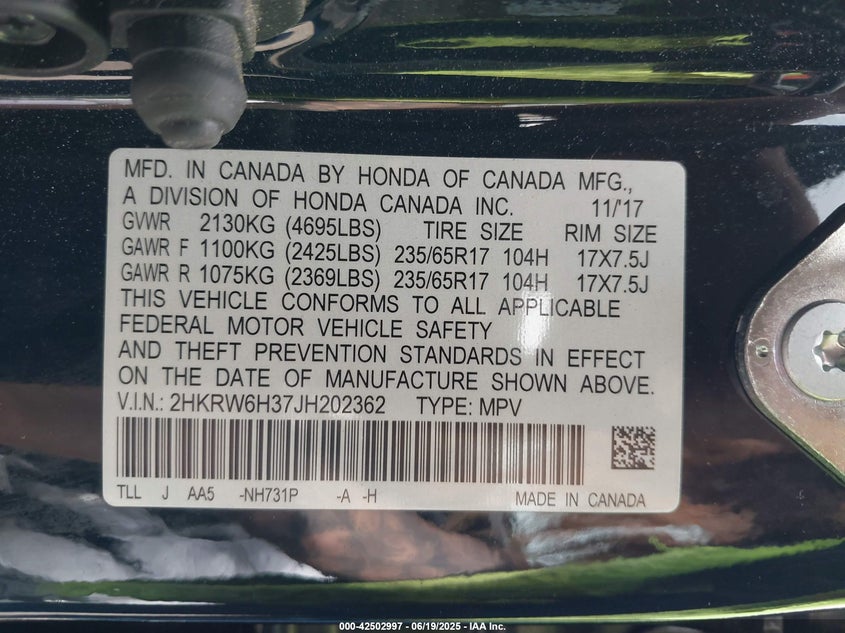 MFD. IN CANADA BY HONDA OF CANADA MFG.,
A DIVISION OF HONDA CANADA INC. 11/'17
GVWR 2130KG (4695LBS) TIRE SIZE RIM SIZE
GAWR F 1100KG (2425LBS) 235/65R17 104H 17X7.5J
GAWR R 1075KG (2369LBS) 235/65R17 104H 17X7.5J
THIS VEHICLE CONFORMS TO ALL APPLICABLE
FEDERAL MOTOR VEHICLE SAFETY
AND THEFT PREVENTION STANDARDS IN EFFECT
ON THE DATE OF MANUFACTURE SHOWN ABOVE.
V.I.N.: 2HKRW6H37JH202362 TYPE: MPV
TLL J AA5 -NH731P -A -H MADE IN CANADA
000-42502997 - 06/19/2025 - IAA Inc.